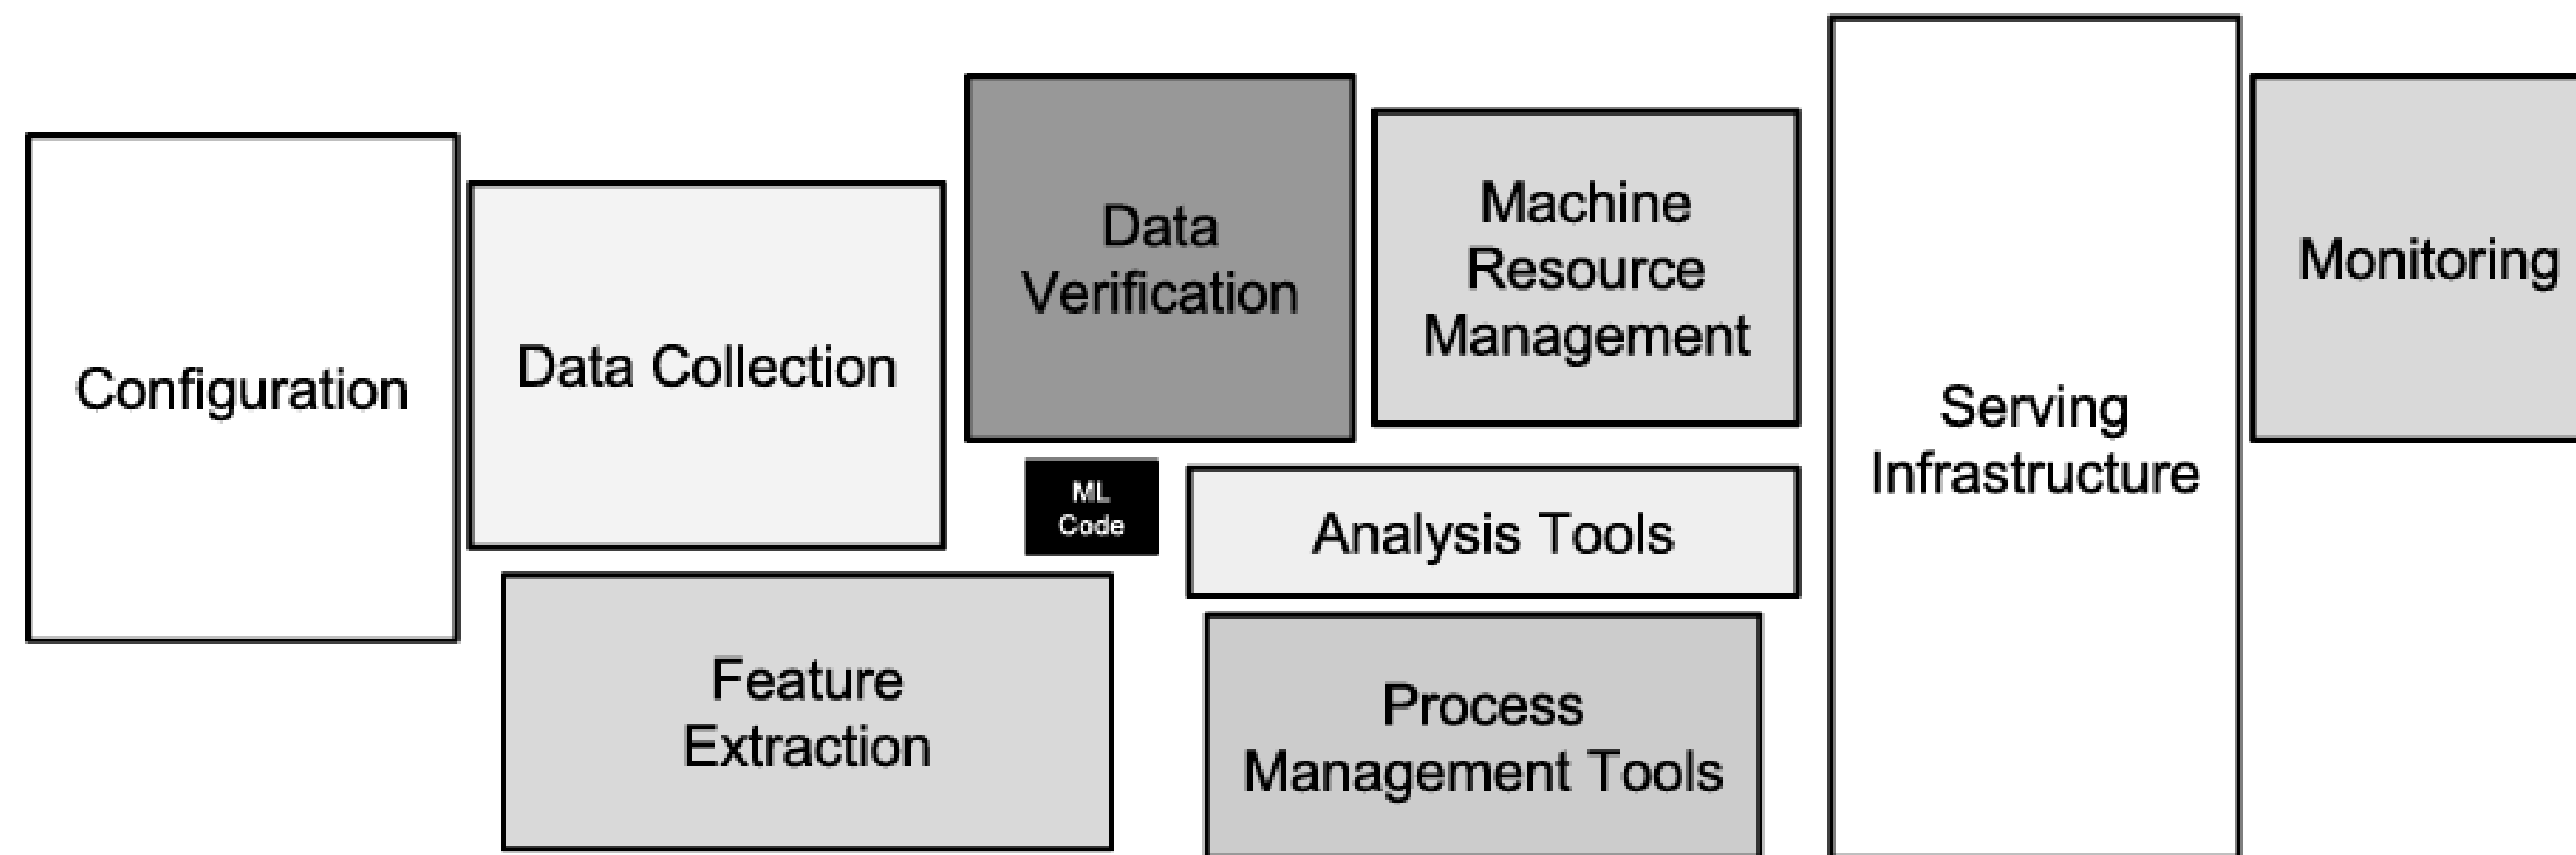 Configuration
Data Collection
Data
Verification
Machine
Resource
Management
ML
Code
Analysis Tools
Feature
Extraction
Process
Management Tools
Serving
Infrastructure
Monitoring